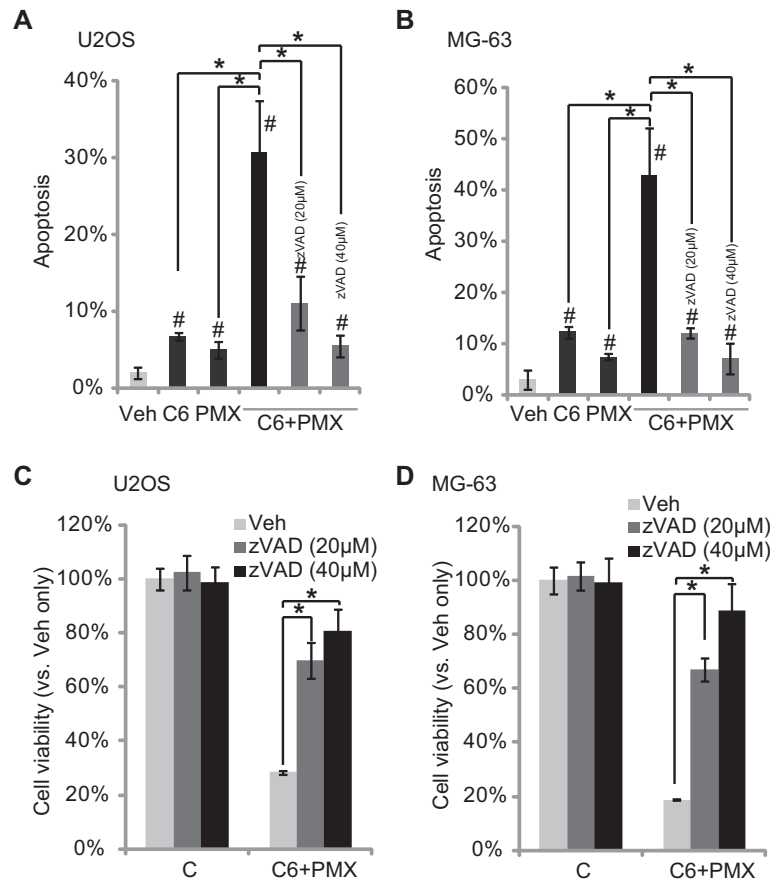 A
U2OS
Apoptosis
40%
30%
20%
10%
0%
*
*
*
*
#
#
#
#
#
zVAD (20μM)
zVAD (40μM)
Veh C6 PMX
C6+PMX
B
MG-63
Apoptosis
60%
50%
40%
30%
20%
10%
0%
*
*
*
*
#
#
#
#
#
zVAD (20μM)
zVAD (40μM)
Veh C6 PMX
C6+PMX
C
U2OS
Veh
zVAD (20μM)
zVAD (40μM)
Cell viability (vs. Veh only)
120%
100%
80%
60%
40%
20%
0%
*
*
C
C6+PMX
D
MG-63
Veh
zVAD (20μM)
zVAD (40μM)
Cell viability (vs. Veh only)
120%
100%
80%
60%
40%
20%
0%
*
*
C
C6+PMX